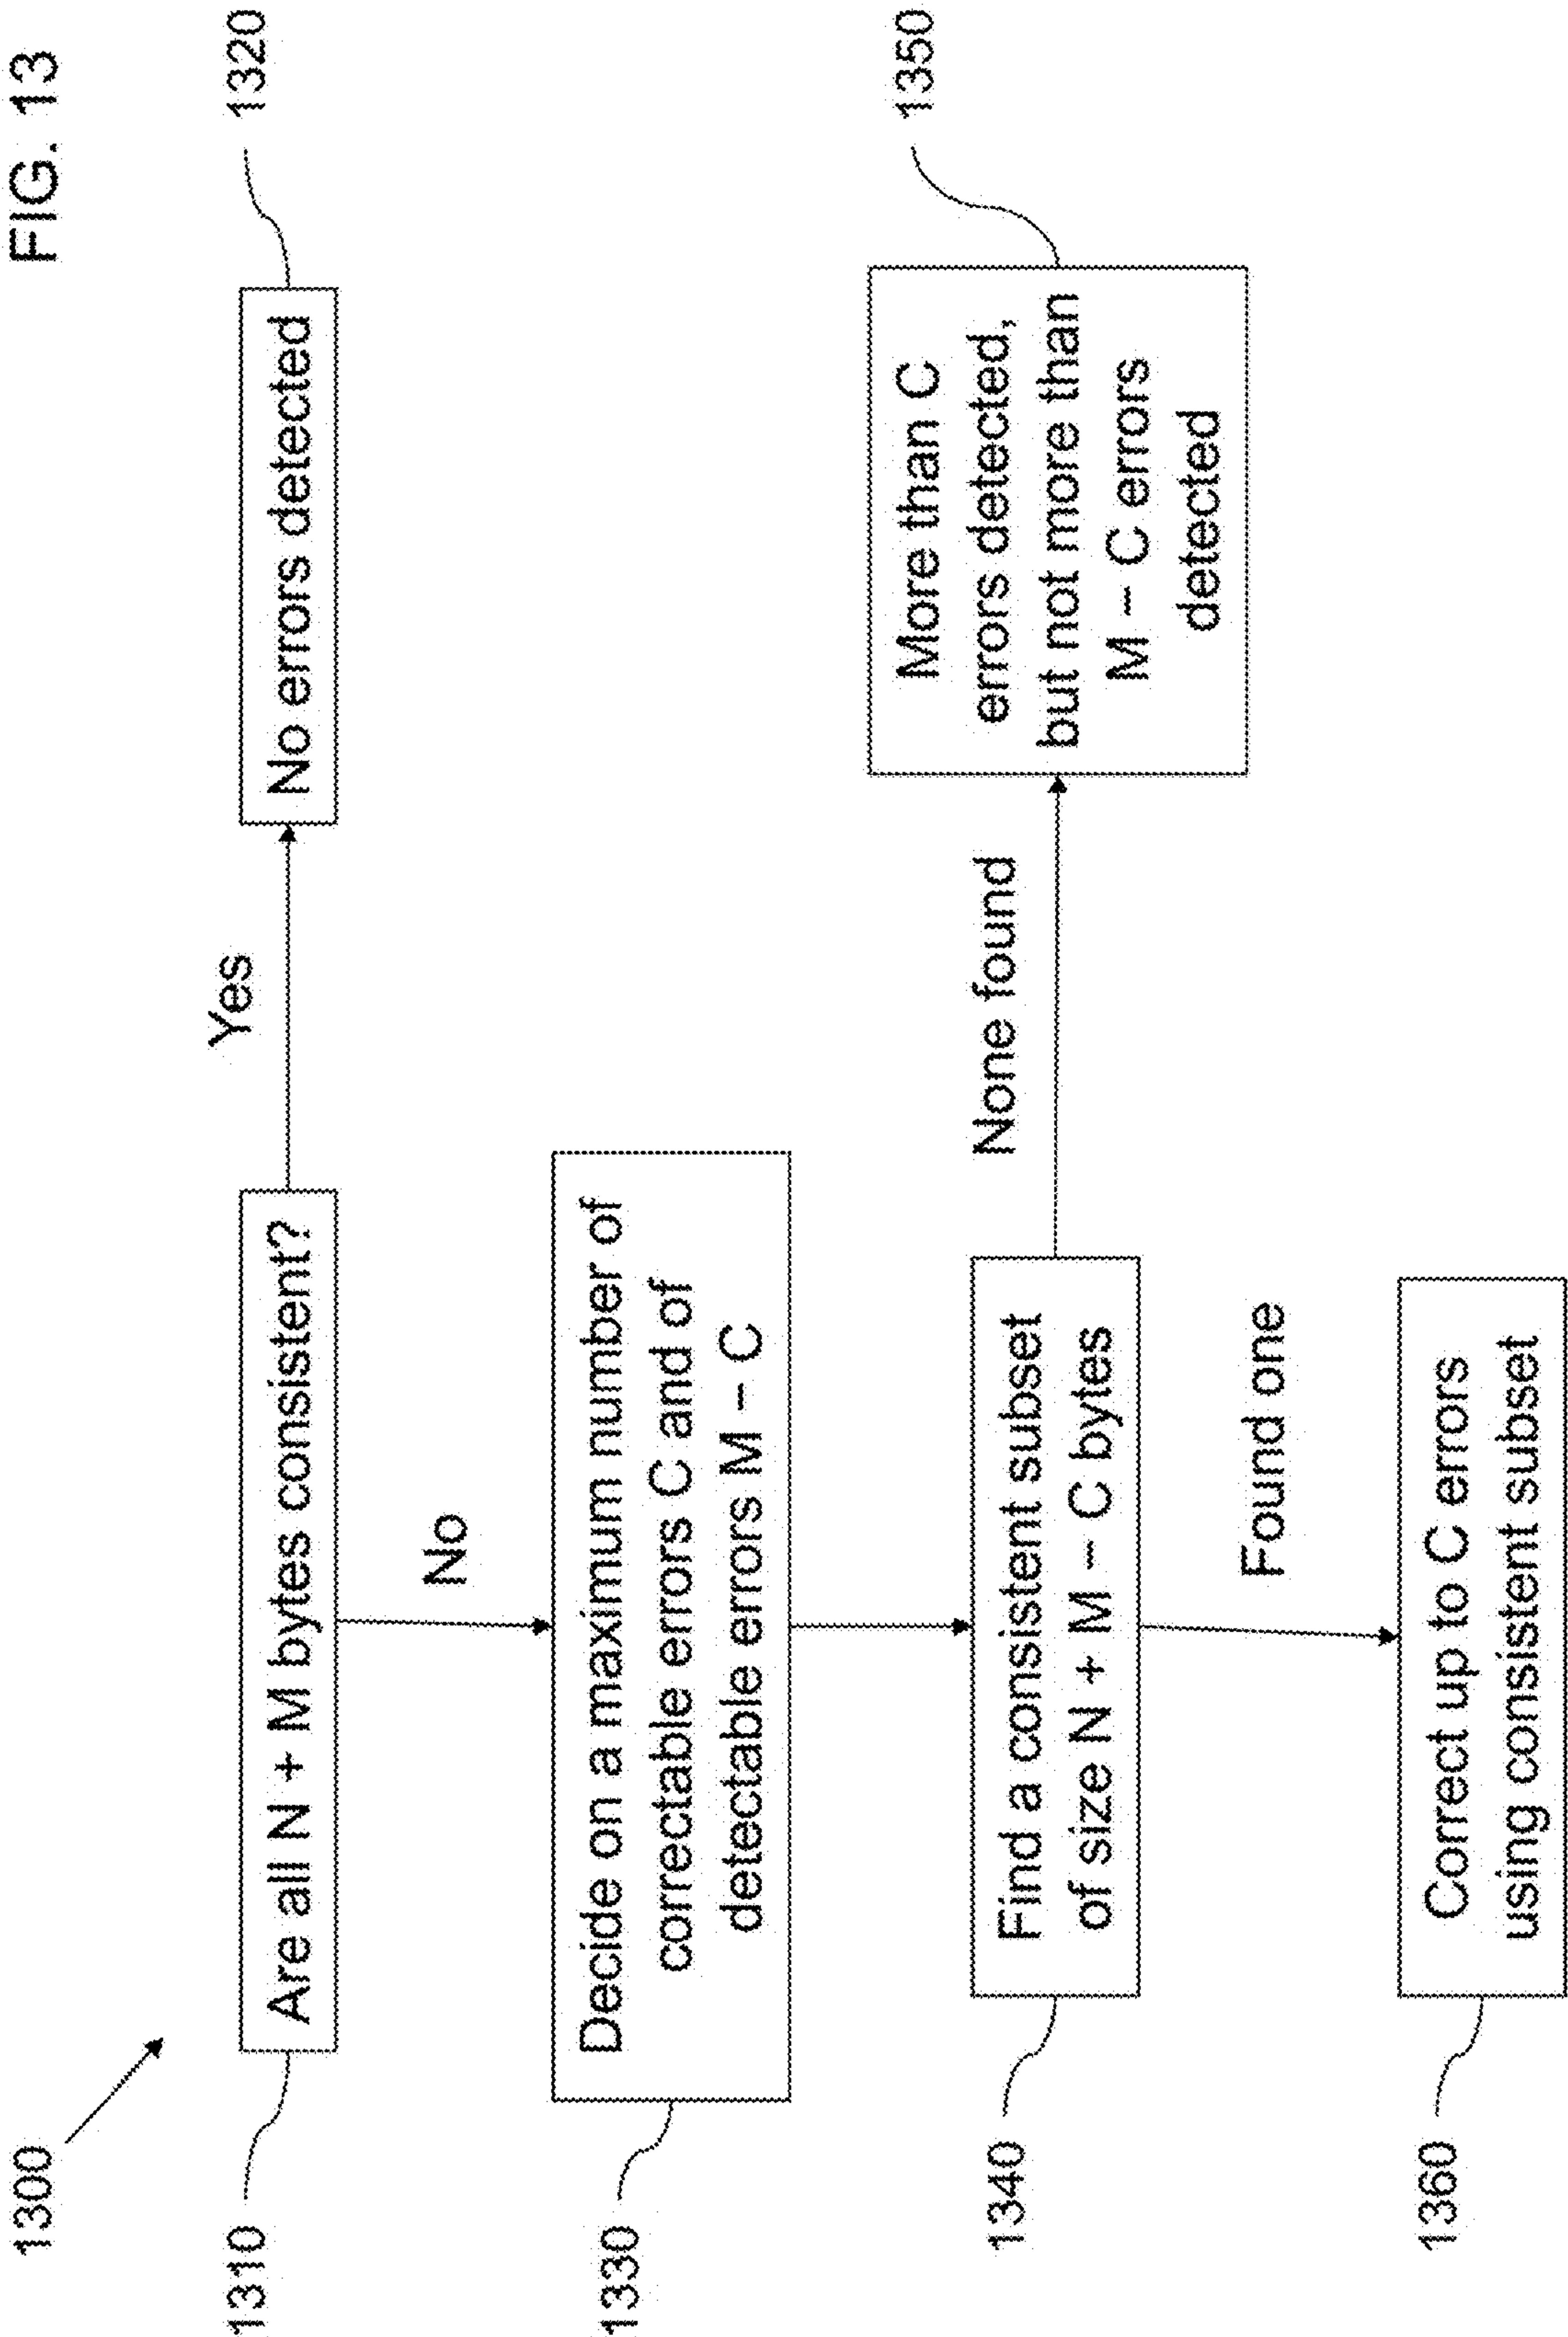 FIG. 13
1300
1310
Are all N + M bytes consistent?
Yes
No errors detected
1320
No
1330
Decide on a maximum number of
correctable errors C and of
detectable errors M – C
1340
Find a consistent subset
of size N + M – C bytes
None found
More than C
errors detected,
but not more than
M – C errors
detected
1350
Found one
1360
Correct up to C errors
using consistent subset